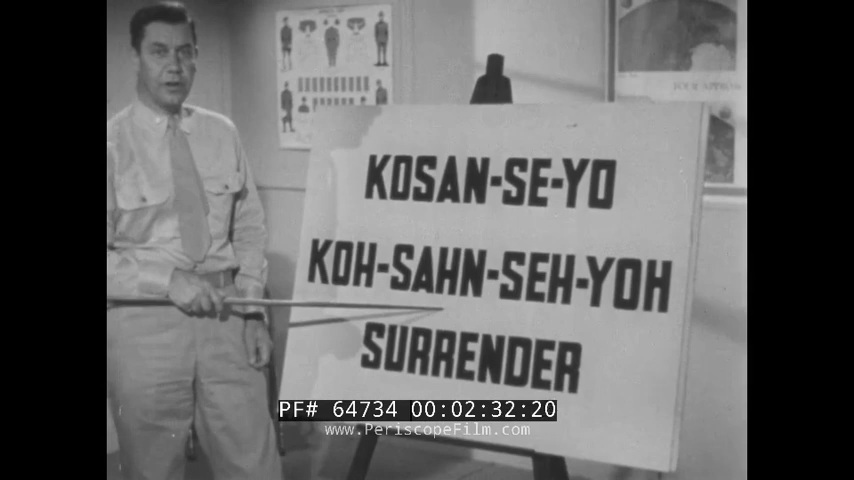 KOSAN-SE-YO
KOH-SAHN-SEH-YOH
SURRENDER
PF# 64734 00:02:32:20
www.PeriscopeFilm.com